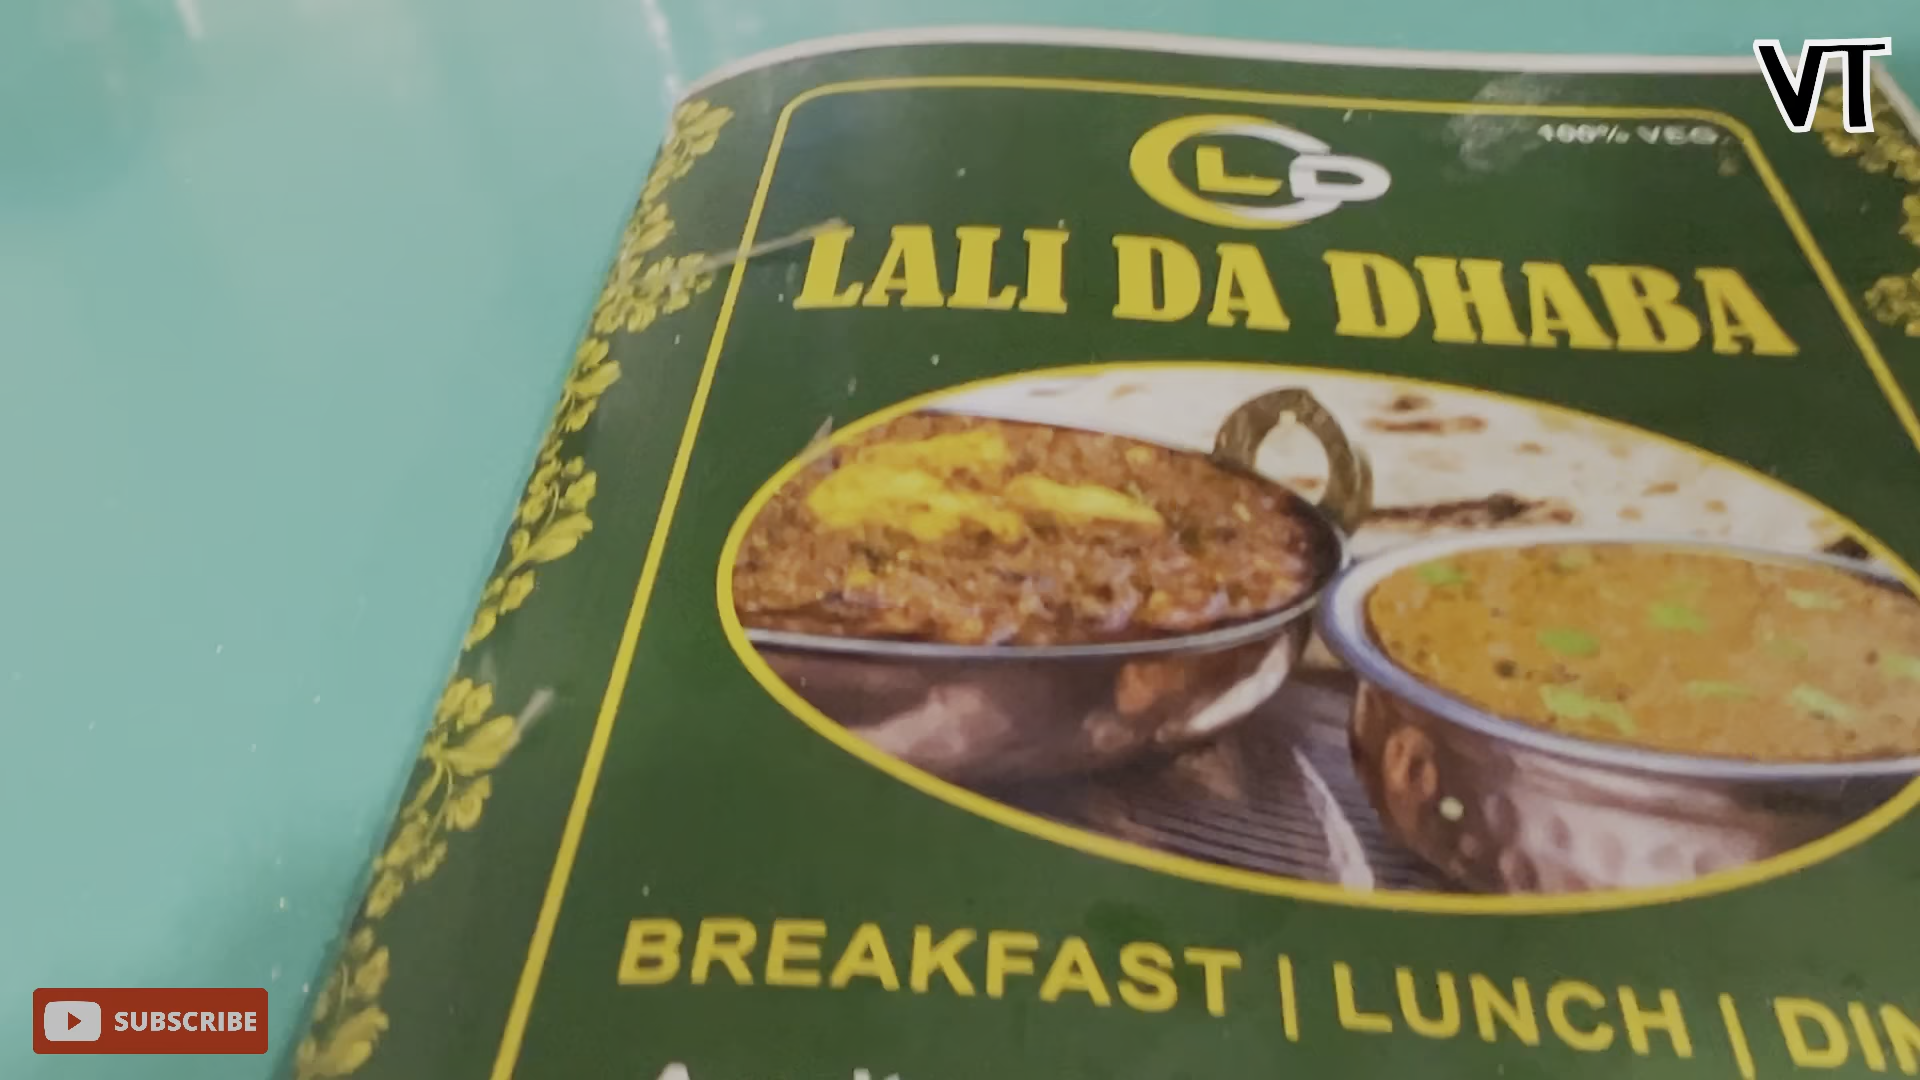 VT
100% VEG.
LD
LALI DA DHABA
BREAKFAST | LUNCH | DIN
SUBSCRIBE